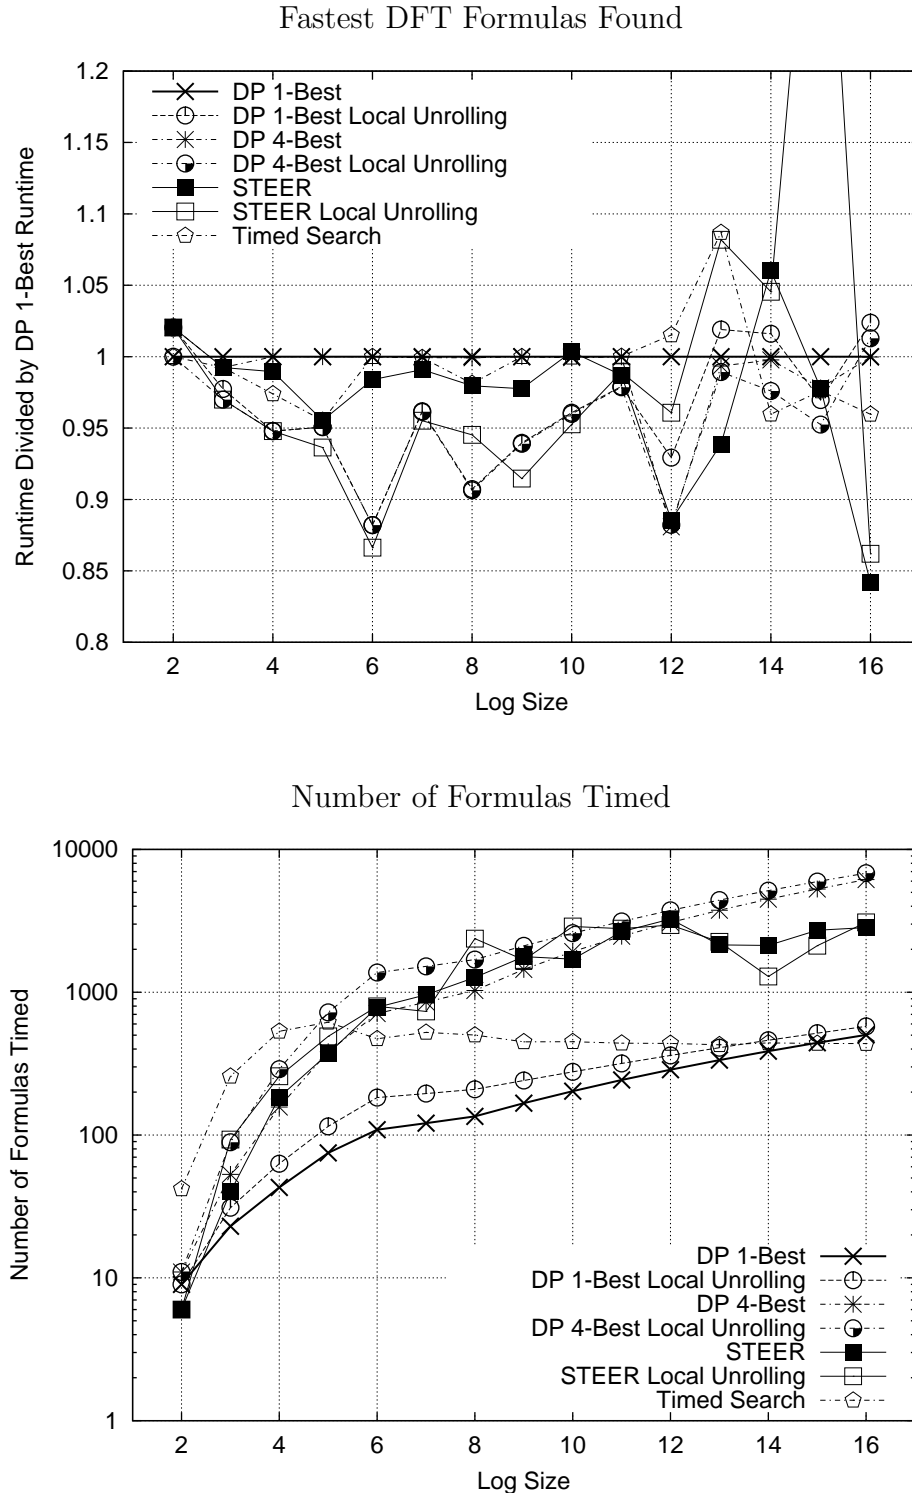 Fastest DFT Formulas Found
1.2
1.15
1.1
1.05
1
0.95
0.9
0.85
0.8
Runtime Divided by DP 1-Best Runtime
DP 1-Best
DP 1-Best Local Unrolling
DP 4-Best
DP 4-Best Local Unrolling
STEER
STEER Local Unrolling
Timed Search
2 4 6 8 10 12 14 16
Log Size
Number of Formulas Timed
10000
1000
100
10
1
Number of Formulas Timed
DP 1-Best
DP 1-Best Local Unrolling
DP 4-Best
DP 4-Best Local Unrolling
STEER
STEER Local Unrolling
Timed Search
2 4 6 8 10 12 14 16
Log Size